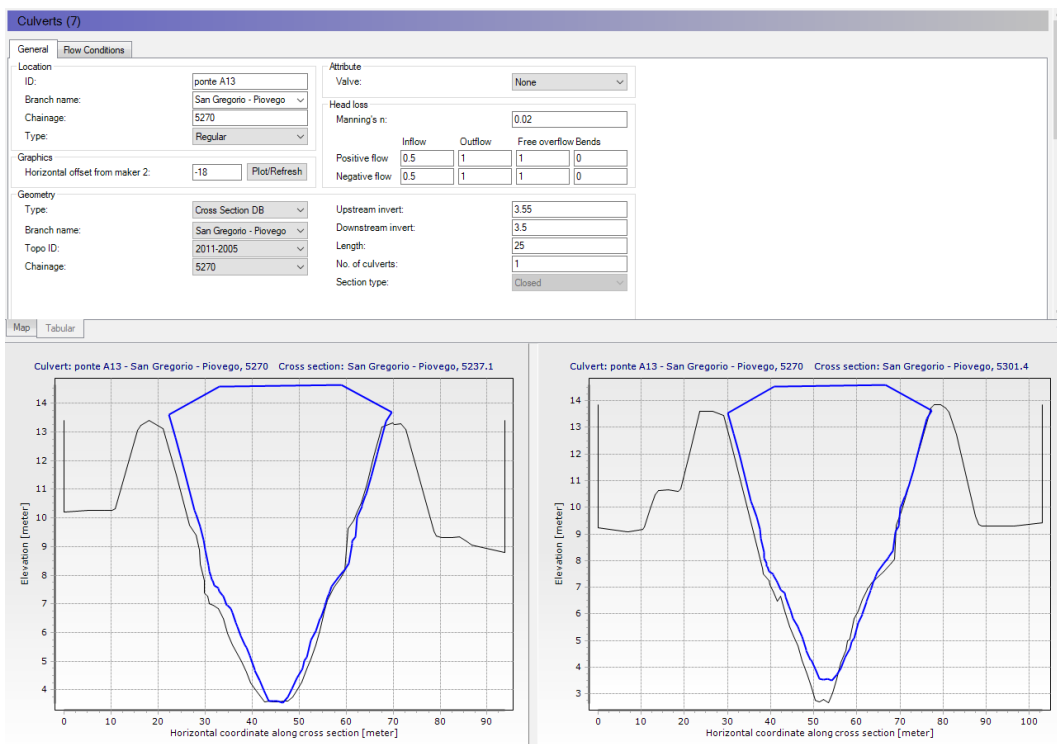 Culverts (7)
General Flow Conditions
Location
ID: ponte A13
Branch name: San Gregorio - Piovego
Chainage: 5270
Type: Regular
Graphics
Horizontal offset from maker 2: -18 Plot/Refresh
Attribute
Valve: None
Head loss
Manning's n: 0.02
Inflow Outflow Free overflow Bends
Positive flow 0.5 1 1 0
Negative flow 0.5 1 1 0
Geometry
Type: Cross Section DB
Branch name: San Gregorio - Piovego
Topo ID: 2011-2005
Chainage: 5270
Upstream invert: 3.55
Downstream invert: 3.5
Length: 25
No. of culverts: 1
Section type: Closed
Map Tabular
Culvert: ponte A13 - San Gregorio - Piovego, 5270 Cross section: San Gregorio - Piovego, 5237.1
14
13
12
11
10
9
8
7
6
5
4
Elevation [meter]
0 10 20 30 40 50 60 70 80 90
Horizontal coordinate along cross section [meter]
Culvert: ponte A13 - San Gregorio - Piovego, 5270 Cross section: San Gregorio - Piovego, 5301.4
14
13
12
11
10
9
8
7
6
5
4
3
Elevation [meter]
0 10 20 30 40 50 60 70 80 90 100
Horizontal coordinate along cross section [meter]